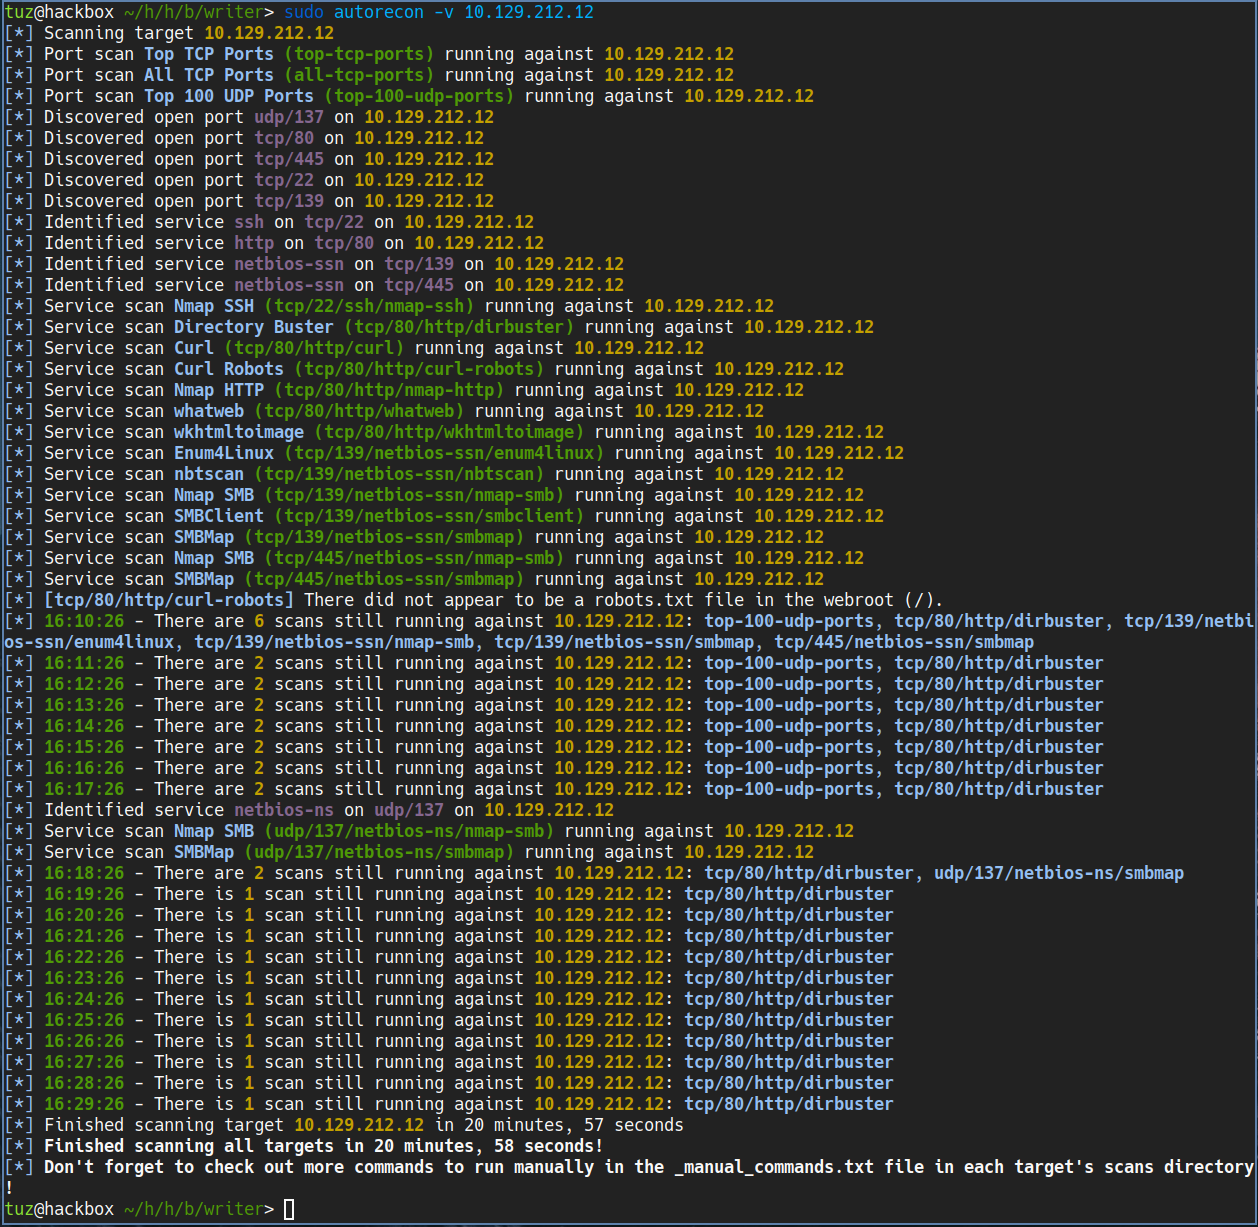 tuz@hackbox ~/h/h/b/writer> sudo autorecon -v 10.129.212.12
[*] Scanning target 10.129.212.12
[*] Port scan Top TCP Ports (top-tcp-ports) running against 10.129.212.12
[*] Port scan All TCP Ports (all-tcp-ports) running against 10.129.212.12
[*] Port scan Top 100 UDP Ports (top-100-udp-ports) running against 10.129.212.12
[*] Discovered open port udp/137 on 10.129.212.12
[*] Discovered open port tcp/80 on 10.129.212.12
[*] Discovered open port tcp/445 on 10.129.212.12
[*] Discovered open port tcp/22 on 10.129.212.12
[*] Discovered open port tcp/139 on 10.129.212.12
[*] Identified service ssh on tcp/22 on 10.129.212.12
[*] Identified service http on tcp/80 on 10.129.212.12
[*] Identified service netbios-ssn on tcp/139 on 10.129.212.12
[*] Identified service netbios-ssn on tcp/445 on 10.129.212.12
[*] Service scan Nmap SSH (tcp/22/ssh/nmap-ssh) running against 10.129.212.12
[*] Service scan Directory Buster (tcp/80/http/dirbuster) running against 10.129.212.12
[*] Service scan Curl (tcp/80/http/curl) running against 10.129.212.12
[*] Service scan Curl Robots (tcp/80/http/curl-robots) running against 10.129.212.12
[*] Service scan Nmap HTTP (tcp/80/http/nmap-http) running against 10.129.212.12
[*] Service scan whatweb (tcp/80/http/whatweb) running against 10.129.212.12
[*] Service scan wkhtmltoimage (tcp/80/http/wkhtmltoimage) running against 10.129.212.12
[*] Service scan Enum4Linux (tcp/139/netbios-ssn/enum4linux) running against 10.129.212.12
[*] Service scan nbtscan (tcp/139/netbios-ssn/nbtscan) running against 10.129.212.12
[*] Service scan Nmap SMB (tcp/139/netbios-ssn/nmap-smb) running against 10.129.212.12
[*] Service scan SMBClient (tcp/139/netbios-ssn/smbclient) running against 10.129.212.12
[*] Service scan SMBMap (tcp/139/netbios-ssn/smbmap) running against 10.129.212.12
[*] Service scan Nmap SMB (tcp/445/netbios-ssn/nmap-smb) running against 10.129.212.12
[*] Service scan SMBMap (tcp/445/netbios-ssn/smbmap) running against 10.129.212.12
[*] [tcp/80/http/curl-robots] There did not appear to be a robots.txt file in the webroot (/).
[*] 16:10:26 - There are 6 scans still running against 10.129.212.12: top-100-udp-ports, tcp/80/http/dirbuster, tcp/139/netbi
os-ssn/enum4linux, tcp/139/netbios-ssn/nmap-smb, tcp/139/netbios-ssn/smbmap, tcp/445/netbios-ssn/smbmap
[*] 16:11:26 - There are 2 scans still running against 10.129.212.12: top-100-udp-ports, tcp/80/http/dirbuster
[*] 16:12:26 - There are 2 scans still running against 10.129.212.12: top-100-udp-ports, tcp/80/http/dirbuster
[*] 16:13:26 - There are 2 scans still running against 10.129.212.12: top-100-udp-ports, tcp/80/http/dirbuster
[*] 16:14:26 - There are 2 scans still running against 10.129.212.12: top-100-udp-ports, tcp/80/http/dirbuster
[*] 16:15:26 - There are 2 scans still running against 10.129.212.12: top-100-udp-ports, tcp/80/http/dirbuster
[*] 16:16:26 - There are 2 scans still running against 10.129.212.12: top-100-udp-ports, tcp/80/http/dirbuster
[*] 16:17:26 - There are 2 scans still running against 10.129.212.12: top-100-udp-ports, tcp/80/http/dirbuster
[*] Identified service netbios-ns on udp/137 on 10.129.212.12
[*] Service scan Nmap SMB (udp/137/netbios-ns/nmap-smb) running against 10.129.212.12
[*] Service scan SMBMap (udp/137/netbios-ns/smbmap) running against 10.129.212.12
[*] 16:18:26 - There are 2 scans still running against 10.129.212.12: tcp/80/http/dirbuster, udp/137/netbios-ns/smbmap
[*] 16:19:26 - There is 1 scan still running against 10.129.212.12: tcp/80/http/dirbuster
[*] 16:20:26 - There is 1 scan still running against 10.129.212.12: tcp/80/http/dirbuster
[*] 16:21:26 - There is 1 scan still running against 10.129.212.12: tcp/80/http/dirbuster
[*] 16:22:26 - There is 1 scan still running against 10.129.212.12: tcp/80/http/dirbuster
[*] 16:23:26 - There is 1 scan still running against 10.129.212.12: tcp/80/http/dirbuster
[*] 16:24:26 - There is 1 scan still running against 10.129.212.12: tcp/80/http/dirbuster
[*] 16:25:26 - There is 1 scan still running against 10.129.212.12: tcp/80/http/dirbuster
[*] 16:26:26 - There is 1 scan still running against 10.129.212.12: tcp/80/http/dirbuster
[*] 16:27:26 - There is 1 scan still running against 10.129.212.12: tcp/80/http/dirbuster
[*] 16:28:26 - There is 1 scan still running against 10.129.212.12: tcp/80/http/dirbuster
[*] 16:29:26 - There is 1 scan still running against 10.129.212.12: tcp/80/http/dirbuster
[*] Finished scanning target 10.129.212.12 in 20 minutes, 57 seconds
[*] Finished scanning all targets in 20 minutes, 58 seconds!
[*] Don't forget to check out more commands to run manually in the _manual_commands.txt file in each target's scans directory
!
tuz@hackbox ~/h/h/b/writer>